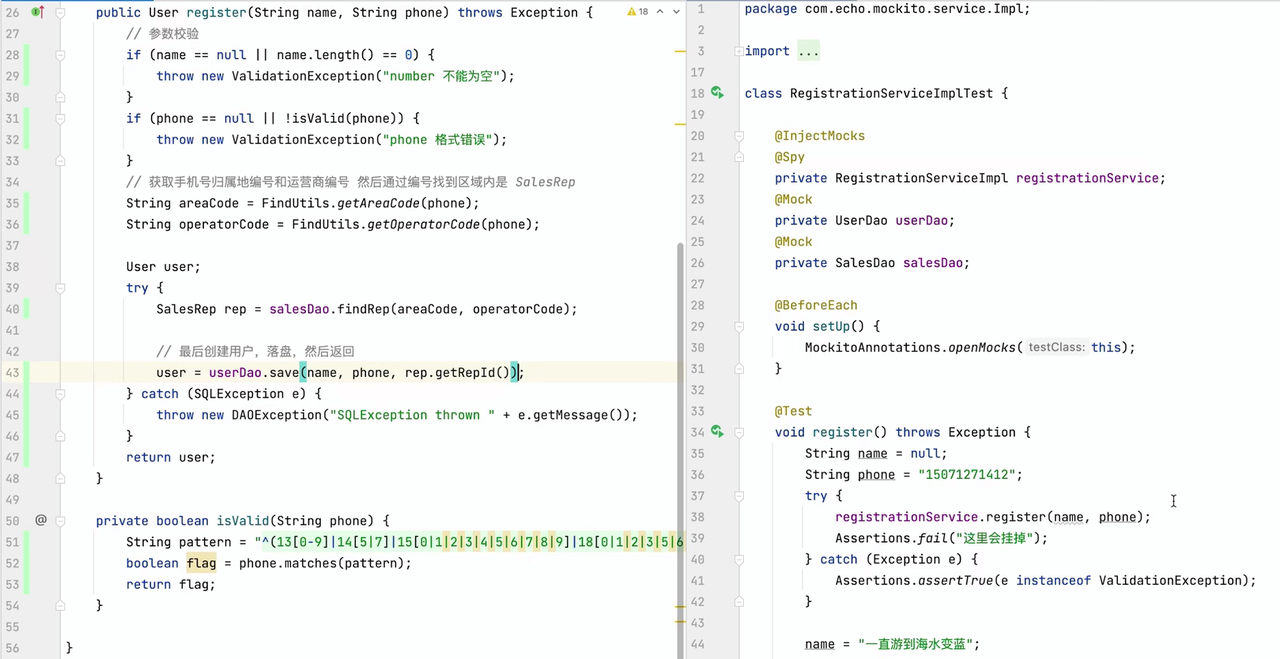 26 public User register(String name, String phone) throws Exception { 18
27 // 参数校验
28 if (name == null || name.length() == 0) {
29 throw new ValidationException("number 不能为空");
30 }
31 if (phone == null || !isValid(phone)) {
32 throw new ValidationException("phone 格式错误");
33 }
34 // 获取手机号归属地编号和运营商编号 然后通过编号找到区域内是 SalesRep
35 String areaCode = FindUtils.getAreaCode(phone);
36 String operatorCode = FindUtils.getOperatorCode(phone);
37
38 User user;
39 try {
40 SalesRep rep = salesDao.findRep(areaCode, operatorCode);
41
42 // 最后创建用户，落盘，然后返回
43 user = userDao.save(name, phone, rep.getRepId());
44 } catch (SQLException e) {
45 throw new DAOException("SQLException thrown " + e.getMessage());
46 }
47 return user;
48 }
49
50 @ private boolean isValid(String phone) {
51 String pattern = "^(13[0-9]|14[5|7]|15[0|1|2|3|4|5|6|7|8|9]|18[0|1|2|3|5|6
52 boolean flag = phone.matches(pattern);
53 return flag;
54 }
55
56 }
1 package com.echo.mockito.service.Impl;
2
3 import ...
17
18 class RegistrationServiceImplTest {
19
20 @InjectMocks
21 @Spy
22 private RegistrationServiceImpl registrationService;
23 @Mock
24 private UserDao userDao;
25 @Mock
26 private SalesDao salesDao;
27
28 @BeforeEach
29 void setUp() {
30 MockitoAnnotations.openMocks( testClass: this);
31 }
32
33 @Test
34 void register() throws Exception {
35 String name = null;
36 String phone = "15071271412";
37 try {
38 registrationService.register(name, phone);
39 Assertions.fail("这里会挂掉");
40 } catch (Exception e) {
41 Assertions.assertTrue(e instanceof ValidationException);
42 }
43
44 name = "一直游到海水变蓝";